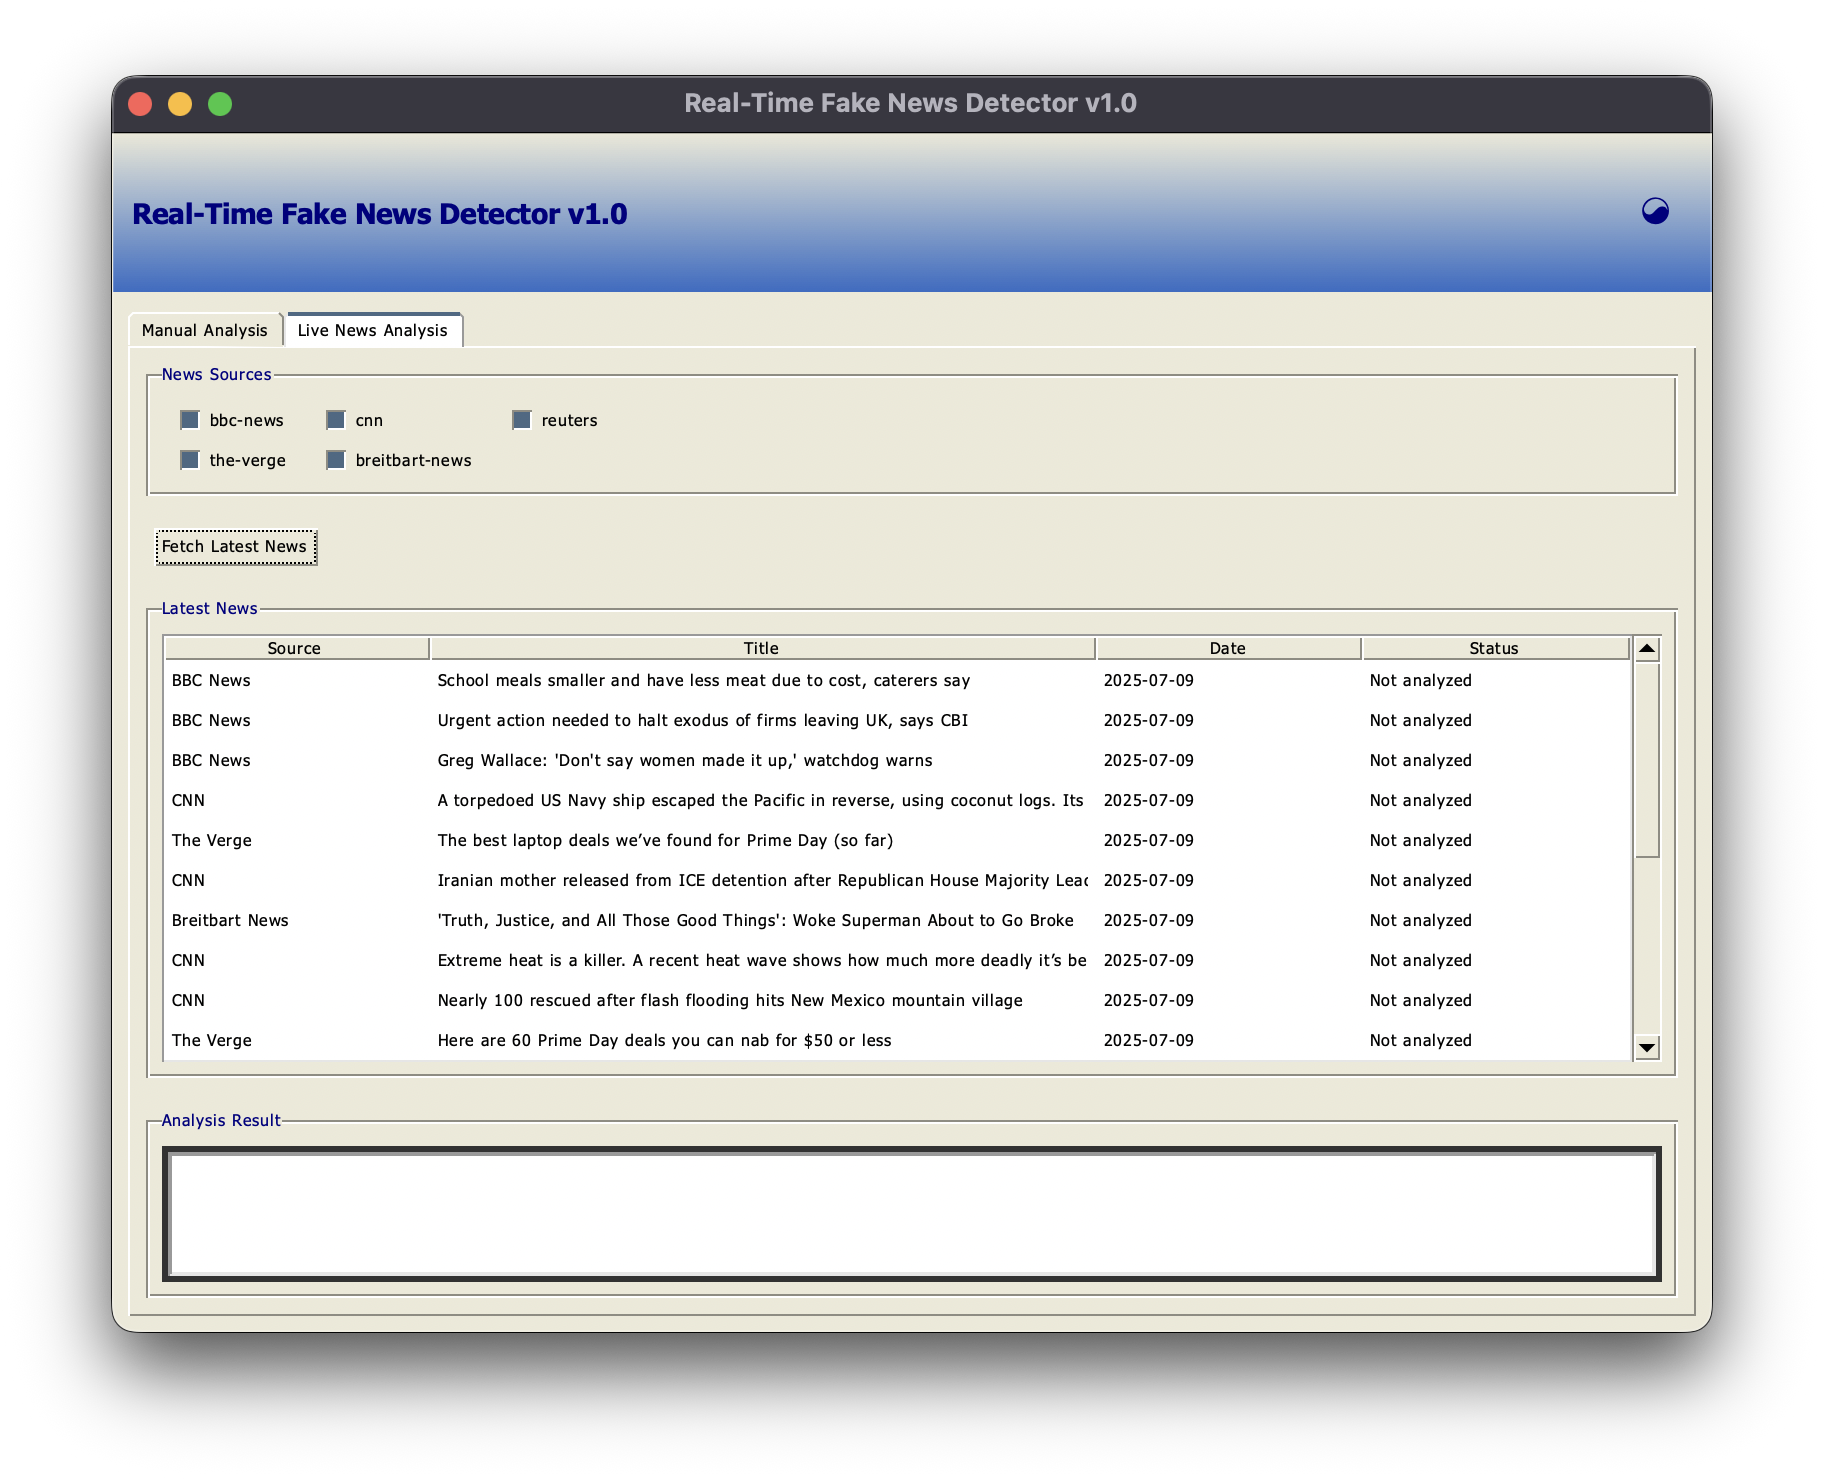 Real-Time Fake News Detector v1.0
Real-Time Fake News Detector v1.0
Manual Analysis Live News Analysis
News Sources
bbc-news cnn reuters
the-verge breitbart-news
Fetch Latest News
Latest News
Source Title Date Status
BBC News School meals smaller and have less meat due to cost, caterers say 2025-07-09 Not analyzed
BBC News Urgent action needed to halt exodus of firms leaving UK, says CBI 2025-07-09 Not analyzed
BBC News Greg Wallace: 'Don't say women made it up,' watchdog warns 2025-07-09 Not analyzed
CNN A torpedoed US Navy ship escaped the Pacific in reverse, using coconut logs. Its 2025-07-09 Not analyzed
The Verge The best laptop deals we’ve found for Prime Day (so far) 2025-07-09 Not analyzed
CNN Iranian mother released from ICE detention after Republican House Majority Lea 2025-07-09 Not analyzed
Breitbart News 'Truth, Justice, and All Those Good Things': Woke Superman About to Go Broke 2025-07-09 Not analyzed
CNN Extreme heat is a killer. A recent heat wave shows how much more deadly it’s be 2025-07-09 Not analyzed
CNN Nearly 100 rescued after flash flooding hits New Mexico mountain village 2025-07-09 Not analyzed
The Verge Here are 60 Prime Day deals you can nab for $50 or less 2025-07-09 Not analyzed
Analysis Result